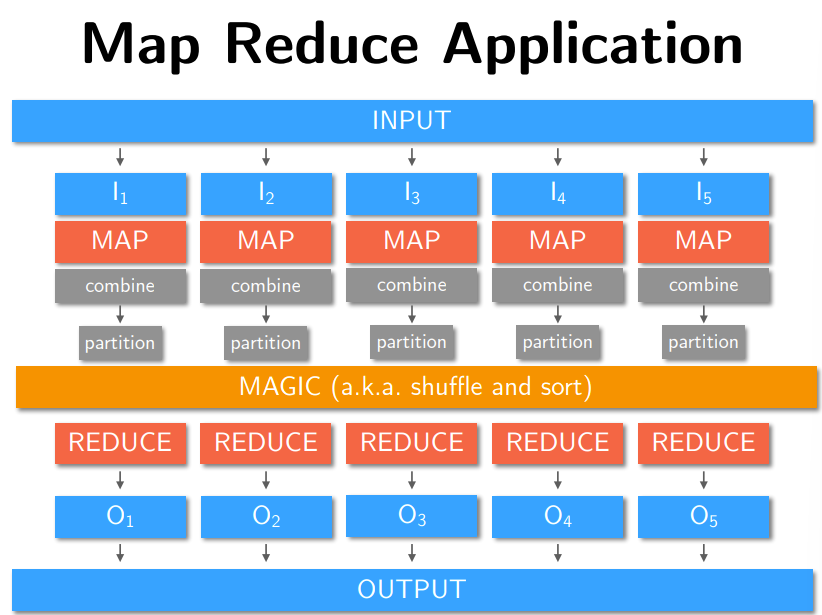 Map Reduce Application
INPUT
I₁ I₂ I₃ I₄ I₅
MAP MAP MAP MAP MAP
combine combine combine combine combine
partition partition partition partition partition
MAGIC (a.k.a. shuffle and sort)
REDUCE REDUCE REDUCE REDUCE REDUCE
O₁ O₂ O₃ O₄ O₅
OUTPUT